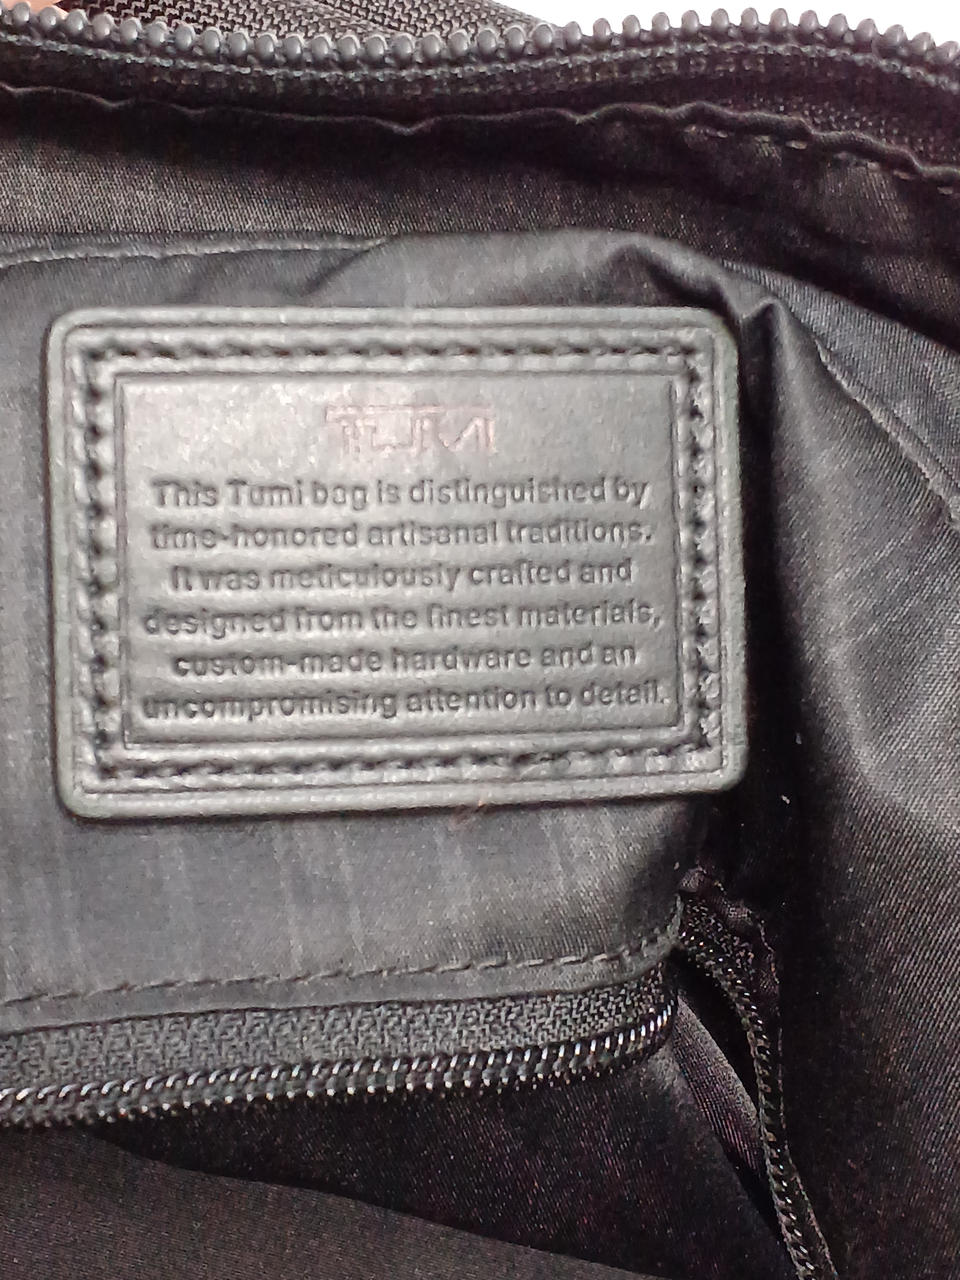 TUMI
This Tumi bag is distinguished by
time-honored artisanal traditions.
It was meticulously crafted and
designed from the finest materials,
custom-made hardware and an
uncompromising attention to detail.